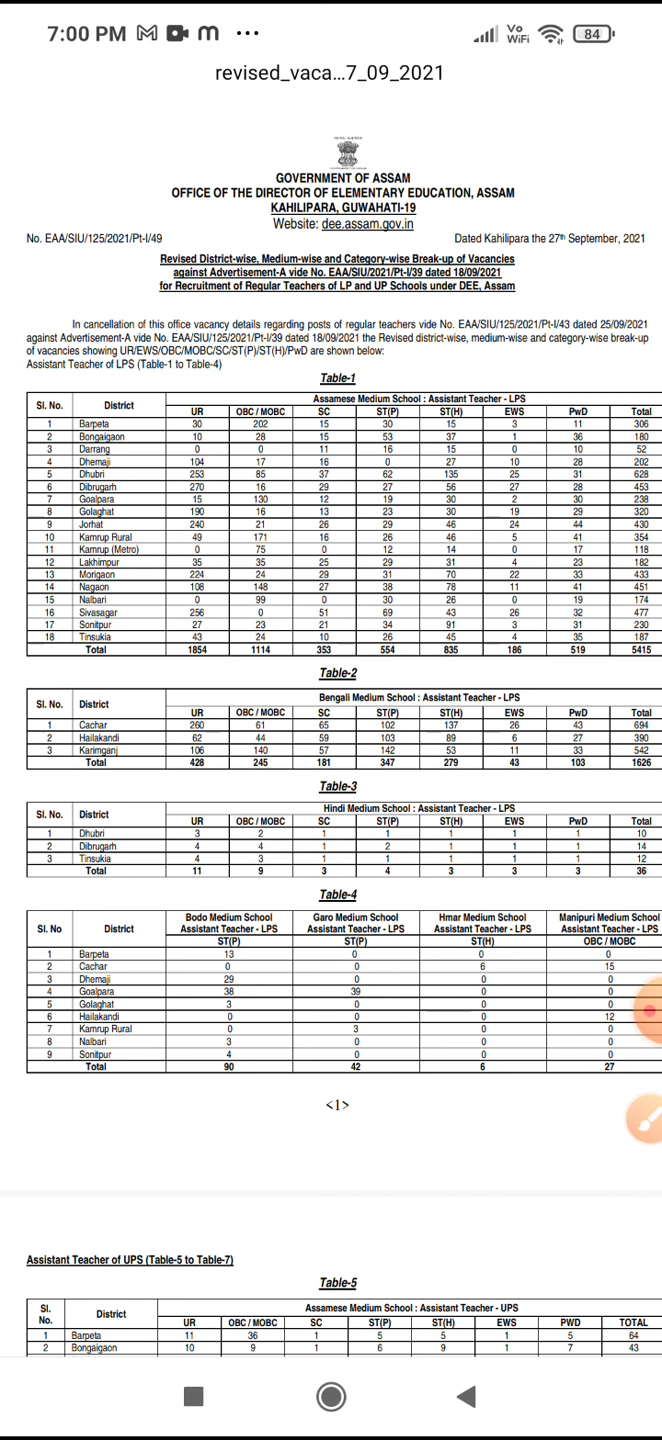 7:00 PM
Vo WiFi 84
revised_vaca...7_09_2021
GOVERNMENT OF ASSAM
OFFICE OF THE DIRECTOR OF ELEMENTARY EDUCATION, ASSAM
KAHILIPARA, GUWAHATI-19
Website: dee.assam.gov.in
No. EAA/SIU/125/2021/Pt-I/49 Dated Kahilipara the 27th September, 2021
Revised District-wise, Medium-wise and Category-wise Break-up of Vacancies
against Advertisement-A vide No. EAA/SIU/2021/Pt-I/39 dated 18/09/2021
for Recruitment of Regular Teachers of LP and UP Schools under DEE, Assam
In cancellation of this office vacancy details regarding posts of regular teachers vide No. EAA/SIU/125/2021/Pt-I/43 dated 25/09/2021
against Advertisement-A vide No. EAA/SIU/125/2021/Pt-I/39 dated 18/09/2021 the Revised district-wise, medium-wise and category-wise break-up
of vacancies showing UR/EWS/OBC/MOBC/SC/ST(P)/ST(H)/PwD are shown below:
Assistant Teacher of LPS (Table-1 to Table-4)
Table-1
Assamese Medium School : Assistant Teacher - LPS
Sl. No. District UR OBC / MOBC SC ST(P) ST(H) EWS PwD Total
1 Barpeta 30 202 15 30 15 3 11 306
2 Bongaigaon 10 28 15 53 37 1 36 180
3 Darrang 0 0 11 16 15 0 10 52
4 Dhemaji 104 17 16 0 27 10 28 202
5 Dhubri 253 85 37 62 135 25 31 628
6 Dibrugarh 270 16 29 27 56 27 28 453
7 Goalpara 15 130 12 19 30 2 30 238
8 Golaghat 190 16 13 23 30 19 29 320
9 Jorhat 240 21 26 29 46 24 44 430
10 Kamrup Rural 49 171 16 26 46 5 41 354
11 Kamrup (Metro) 0 75 0 12 14 0 17 118
12 Lakhimpur 35 35 25 29 31 4 23 182
13 Morigaon 224 24 29 31 70 22 33 433
14 Nagaon 108 148 27 38 78 11 41 451
15 Nalbari 0 99 0 30 26 0 19 174
16 Sivasagar 256 0 51 69 43 26 32 477
17 Sonitpur 27 23 21 34 91 3 31 230
18 Tinsukia 43 24 10 26 45 4 35 187
Total 1854 1114 353 554 835 186 519 5415
Table-2
Bengali Medium School : Assistant Teacher - LPS
Sl. No. District UR OBC / MOBC SC ST(P) ST(H) EWS PwD Total
1 Cachar 260 61 65 102 137 26 43 694
2 Hailakandi 62 44 59 103 89 6 27 390
3 Karimganj 106 140 57 142 53 11 33 542
Total 428 245 181 347 279 43 103 1626
Table-3
Hindi Medium School : Assistant Teacher - LPS
Sl. No. District UR OBC / MOBC SC ST(P) ST(H) EWS PwD Total
1 Dhubri 3 2 1 1 1 1 1 10
2 Dibrugarh 4 4 1 2 1 1 1 14
3 Tinsukia 4 3 1 1 1 1 1 12
Total 11 9 3 4 3 3 3 36
Table-4
Bodo Medium School Garo Medium School Hmar Medium School Manipuri Medium School
Sl. No District Assistant Teacher - LPS Assistant Teacher - LPS Assistant Teacher - LPS Assistant Teacher - LPS
ST(P) ST(P) ST(H) OBC / MOBC
1 Barpeta 13 0 0 0
2 Cachar 0 0 6 15
3 Dhemaji 29 0 0 0
4 Goalpara 38 39 0 0
5 Golaghat 3 0 0 0
6 Hailakandi 0 0 0 12
7 Kamrup Rural 0 3 0 0
8 Nalbari 3 0 0 0
9 Sonitpur 4 0 0 0
Total 90 42 6 27
<1>
Assistant Teacher of UPS (Table-5 to Table-7)
Table-5
Assamese Medium School : Assistant Teacher - UPS
Sl. No. District UR OBC / MOBC SC ST(P) ST(H) EWS PWD TOTAL
1 Barpeta 11 36 1 5 5 1 5 64
2 Bongaigaon 10 9 1 6 9 1 7 43